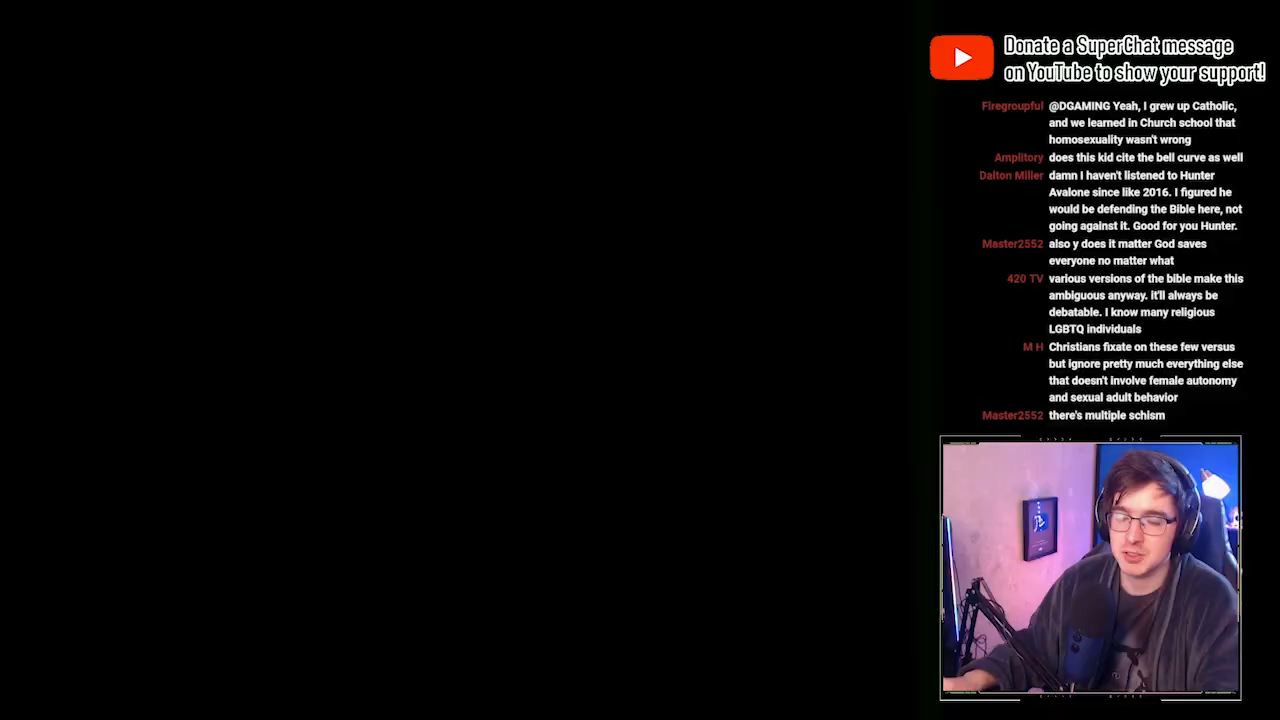 Donate a SuperChat message
on YouTube to show your support!
Firegroupful @DGAMING Yeah, I grew up Catholic,
and we learned in Church school that
homosexuality wasn't wrong
Amplitory does this kid cite the bell curve as well
Dalton Miller damn I haven't listened to Hunter
Avalone since like 2016. I figured he
would be defending the Bible here, not
going against it. Good for you Hunter.
Master2552 also y does it matter God saves
everyone no matter what
420 TV various versions of the bible make this
ambiguous anyway. it'll always be
debatable. I know many religious
LGBTQ individuals
M H Christians fixate on these few versus
but ignore pretty much everything else
that doesn't involve female autonomy
and sexual adult behavior
Master2552 there's multiple schism